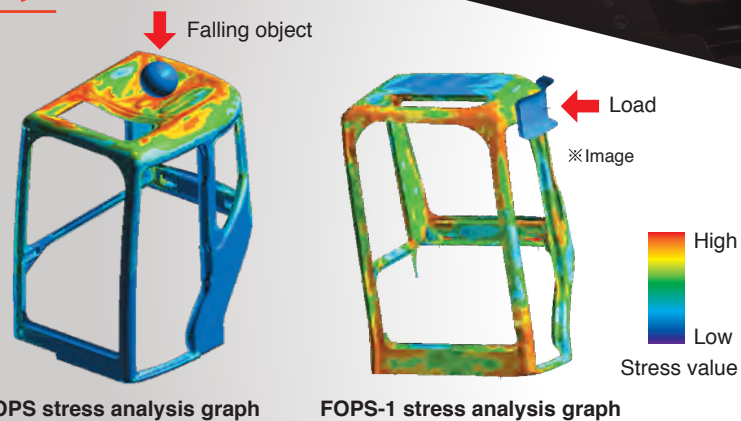 Falling object
Load
※Image
High
Low
Stress value
OPS stress analysis graph
FOPS-1 stress analysis graph